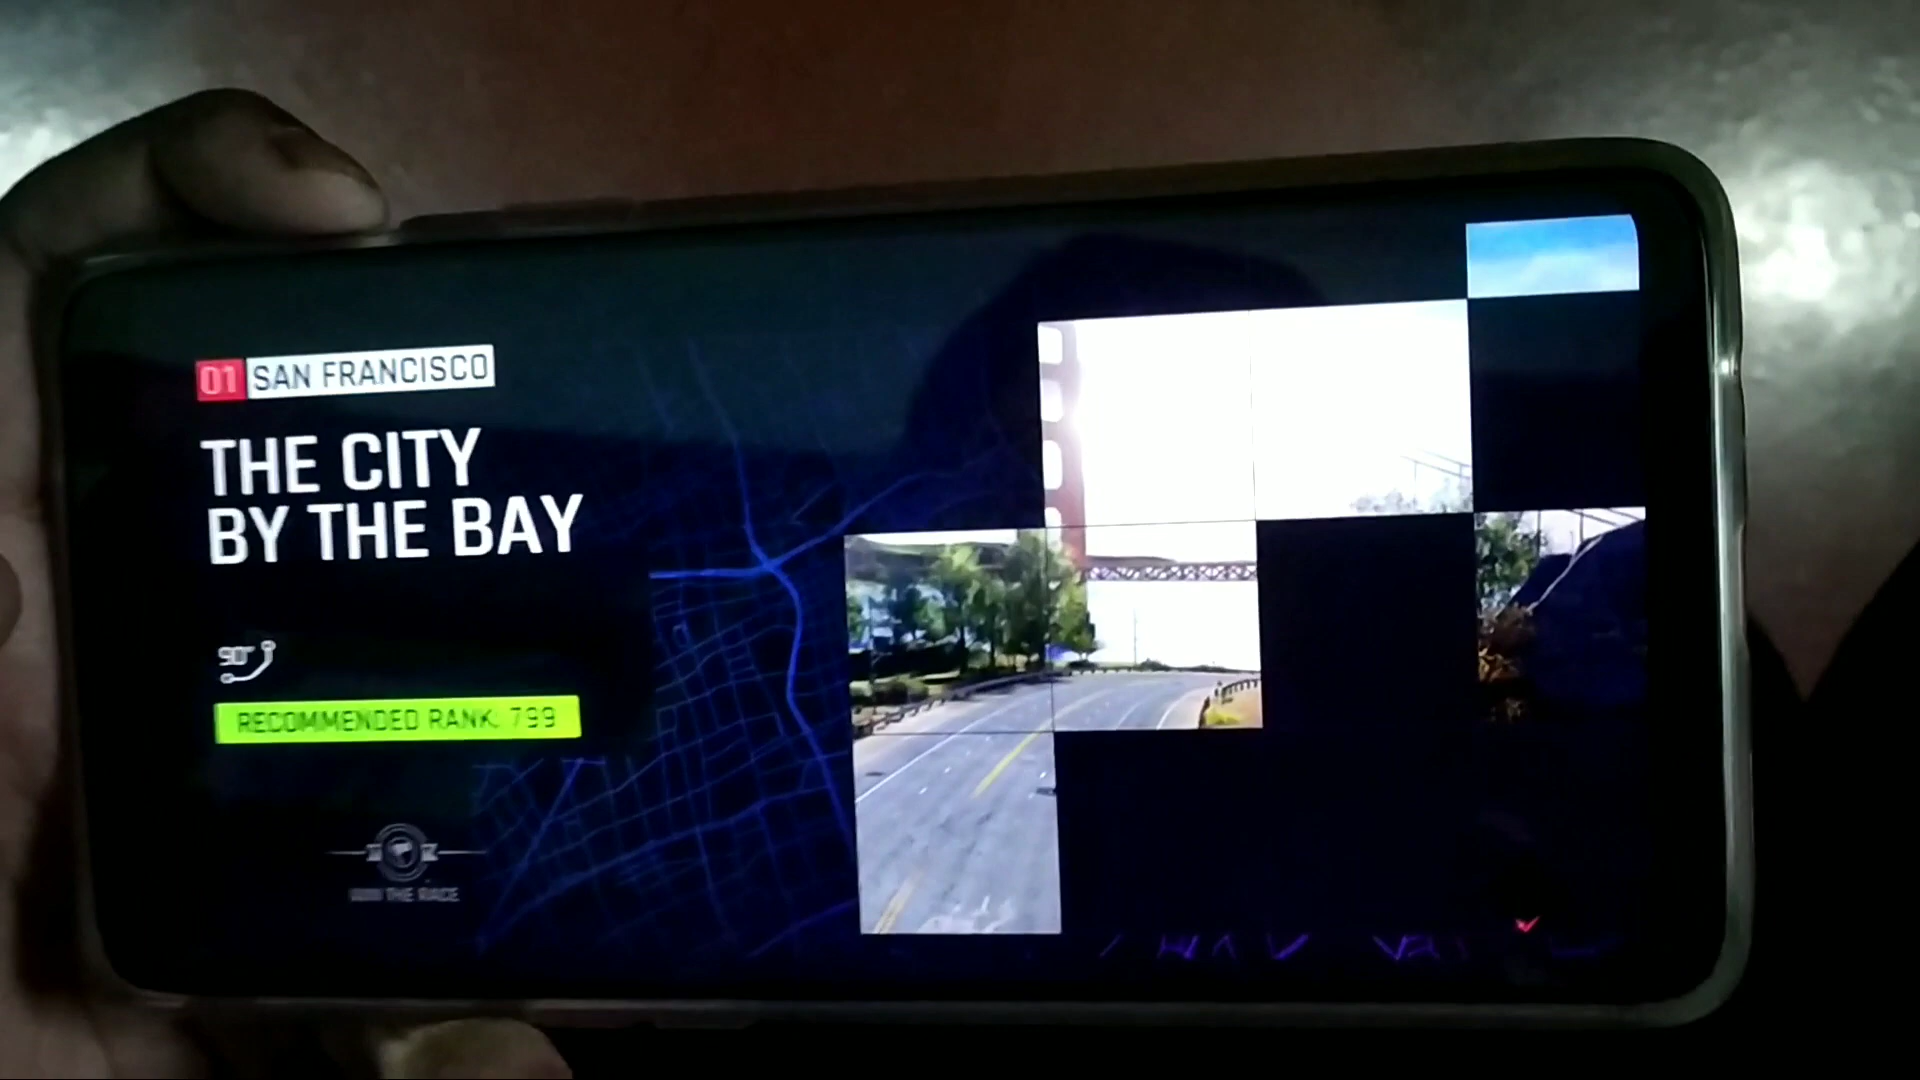 01 SAN FRANCISCO
THE CITY
BY THE BAY
90°
RECOMMENDED RANK: 799
WIN THE RACE